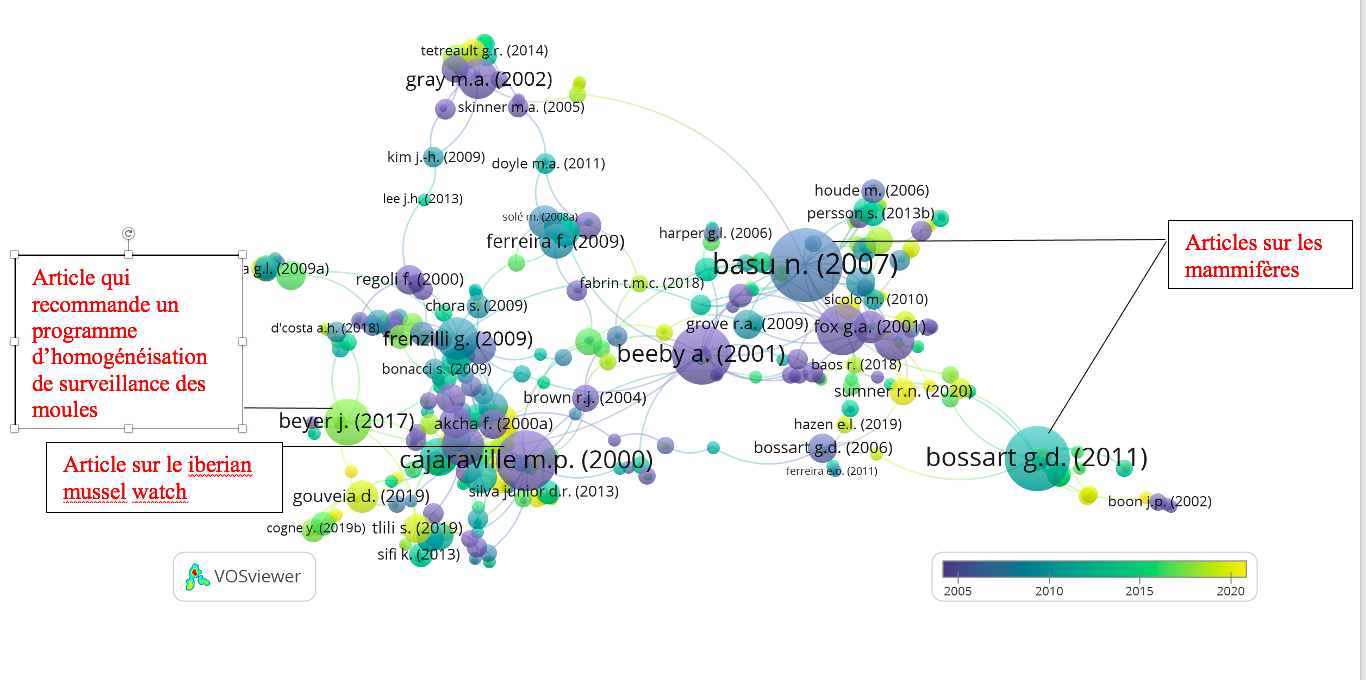 tetreault g.r. (2014)
gray m.a. (2002)
skinner m.a. (2005)
kim j.-h. (2009)
doyle m.a. (2011)
lee j.h. (2013)
houde m. (2006)
persson s. (2013b)
solé m. (2008a)
ferreira f. (2009)
harper g.l. (2006)
Articles sur les
mammifères
basu n. (2007)
a g.l. (2009a)
Article qui
recommande un
programme
d’homogénéisation
de surveillance des
moules
regoli f. (2000)
fabrin t.m.c. (2018)
chora s. (2009)
sicolo m. (2010)
d'costa a.h. (2018)
frenzilli g. (2009)
grove r.a. (2009)
fox g.a. (2001)
beeby a. (2001)
bonacci s. (2009)
baos r. (2018)
sumner r.n. (2020)
brown r.j. (2004)
beyer j. (2017)
akcha f. (2000a)
hazen e.l. (2019)
bossart g.d. (2006)
ferreira e.o. (2011)
bossart g.d. (2011)
cajaraville m.p. (2000)
Article sur le iberian
mussel watch
silva junior d.r. (2013)
gouveia d. (2019)
boon j.p. (2002)
cogne y. (2019b)
tlili s. (2019)
sifi k. (2013)
VOSviewer
2005
2010
2015
2020